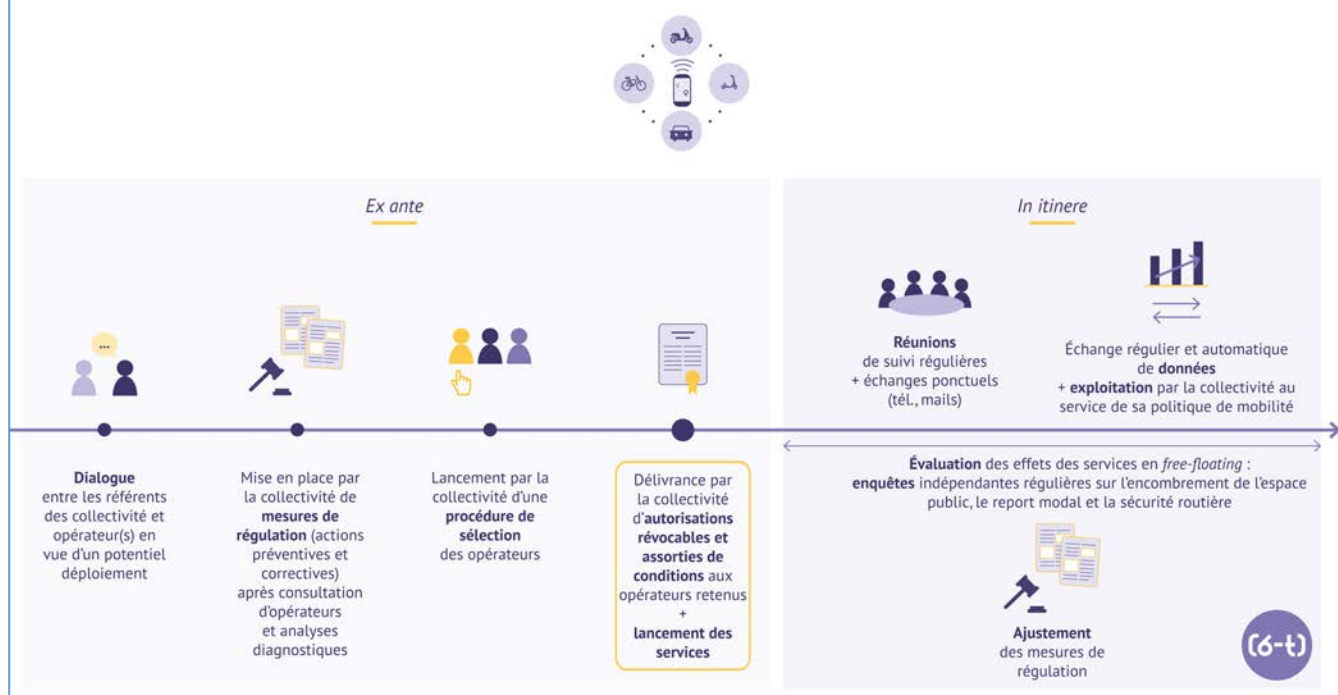 Ex ante
...
Dialogue
entre les référents
des collectivité et
opérateur(s) en
vue d'un potentiel
déploiement
Mise en place par
la collectivité de
mesures de
régulation (actions
préventives et
correctives)
après consultation
d'opérateurs
et analyses
diagnostiques
Lancement par la
collectivité d'une
procédure de
sélection
des opérateurs
Délivrance par
la collectivité
d'autorisations
révocables et
assorties de
conditions aux
opérateurs retenus
+
lancement des
services
In itinere
Réunions
de suivi régulières
+ échanges ponctuels
(tél., mails)
Échange régulier et automatique
de données
+ exploitation par la collectivité au
service de sa politique de mobilité
Évaluation des effets des services en free-floating :
enquêtes indépendantes régulières sur l'encombrement de l'espace
public, le report modal et la sécurité routière
Ajustement
des mesures de
régulation
(6-t)